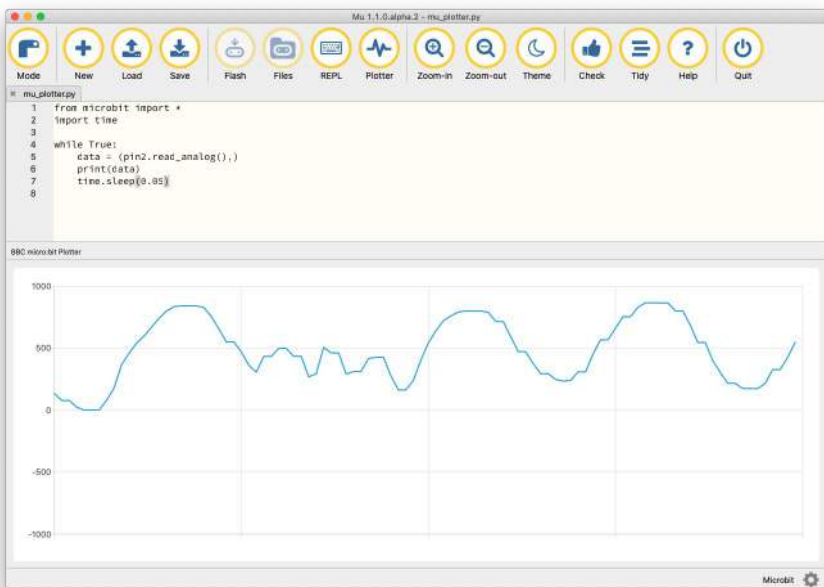 Mu 1.1.0.alpha.2 - mu_plotter.py
Mode New Load Save Flash Files REPL Plotter Zoom-in Zoom-out Theme Check Tidy Help Quit
mu_plotter.py
1 from microbit import *
2 import time
3
4 while True:
5 data = (pin2.read_analog(),)
6 print(data)
7 time.sleep(0.05)
8
BBC micro:bit Plotter
1000
500
0
-500
-1000
Microbit